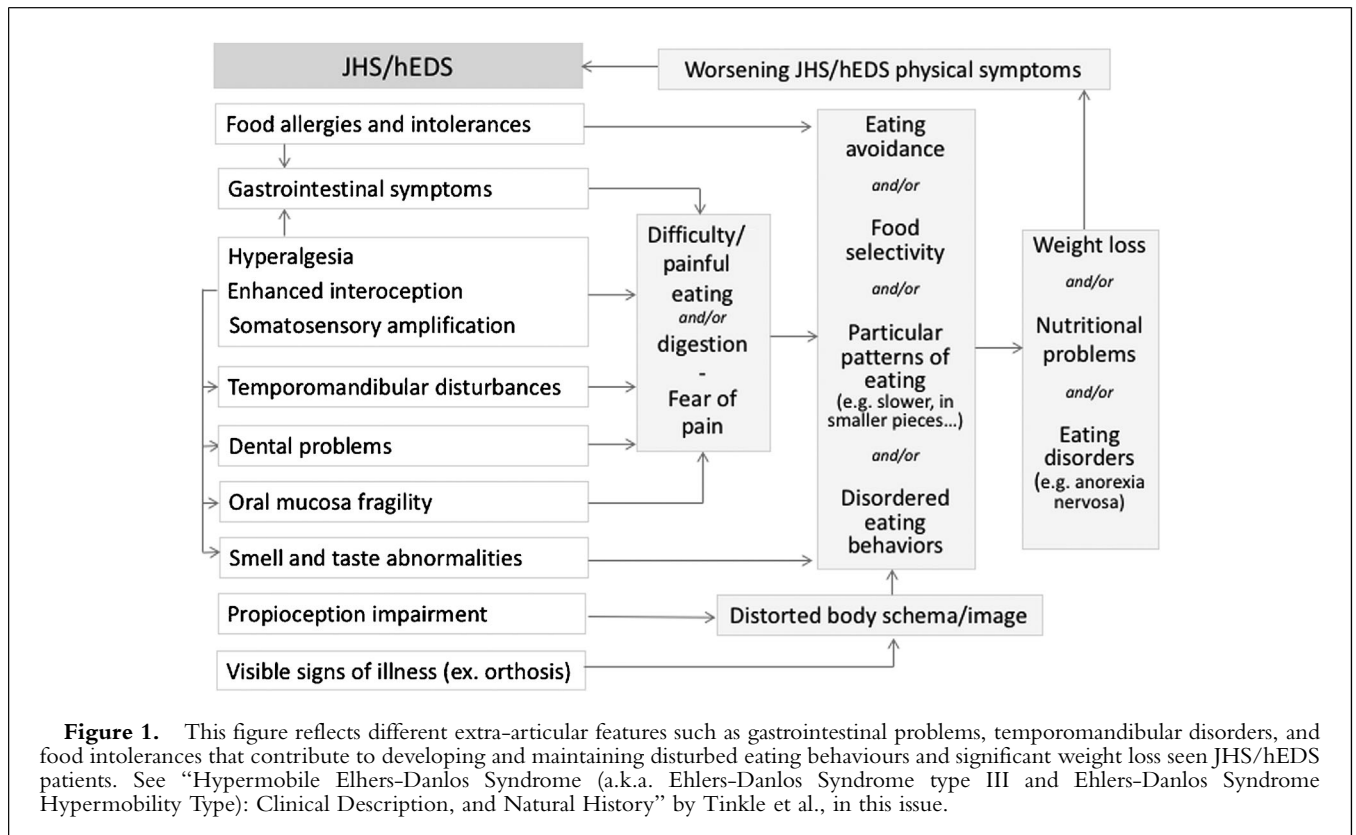 JHS/hEDS
Worsening JHS/hEDS physical symptoms
Food allergies and intolerances
Gastrointestinal symptoms
Hyperalgesia
Enhanced interoception
Somatosensory amplification
Temporomandibular disturbances
Dental problems
Oral mucosa fragility
Smell and taste abnormalities
Propioception impairment
Visible signs of illness (ex. orthosis)
Difficulty/
painful
eating
and/or
digestion
-
Fear of
pain
Distorted body schema/image
Eating
avoidance
and/or
Food
selectivity
and/or
Particular
patterns of
eating
(e.g. slower, in
smaller pieces...)
and/or
Disordered
eating
behaviors
Weight loss
and/or
Nutritional
problems
and/or
Eating
disorders
(e.g. anorexia
nervosa)
Figure 1. This figure reflects different extra-articular features such as gastrointestinal problems, temporomandibular disorders, and
food intolerances that contribute to developing and maintaining disturbed eating behaviours and significant weight loss seen JHS/hEDS
patients. See “Hypermobile Elhers-Danlos Syndrome (a.k.a. Ehlers-Danlos Syndrome type III and Ehlers-Danlos Syndrome
Hypermobility Type): Clinical Description, and Natural History” by Tinkle et al., in this issue.